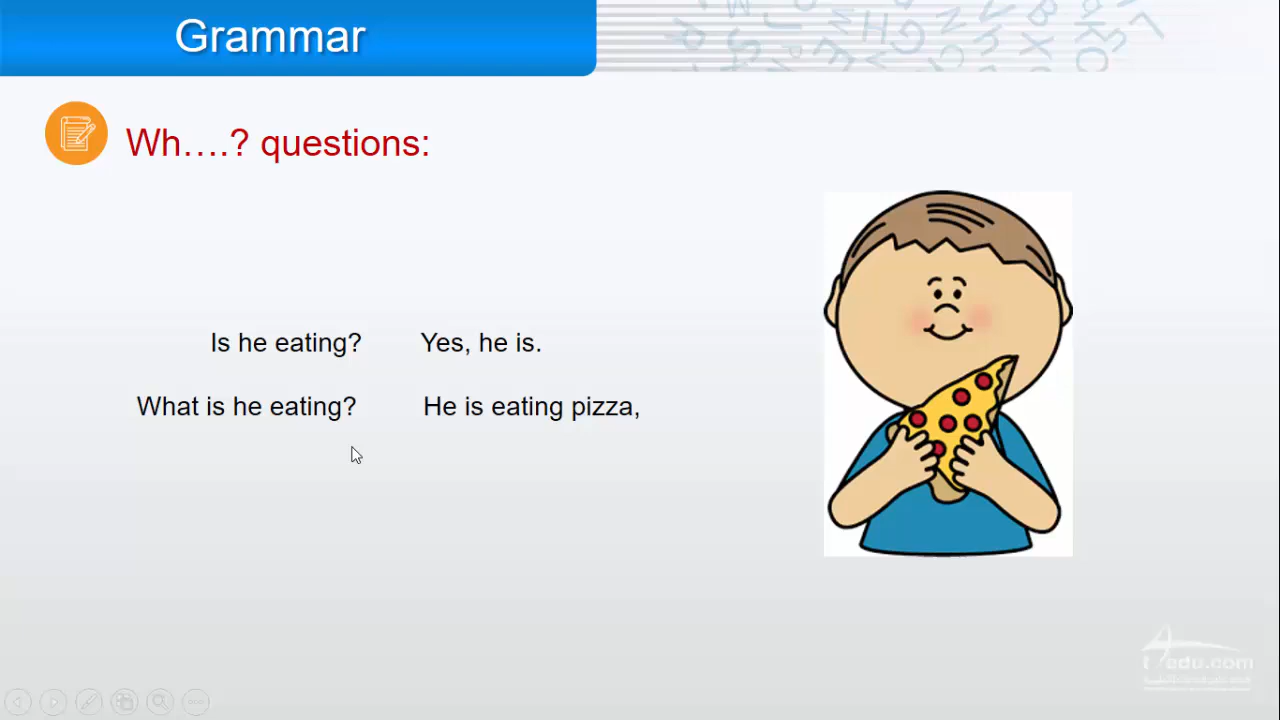 Grammar
Wh....? questions:
Is he eating? Yes, he is.
What is he eating? He is eating pizza,
edu.com